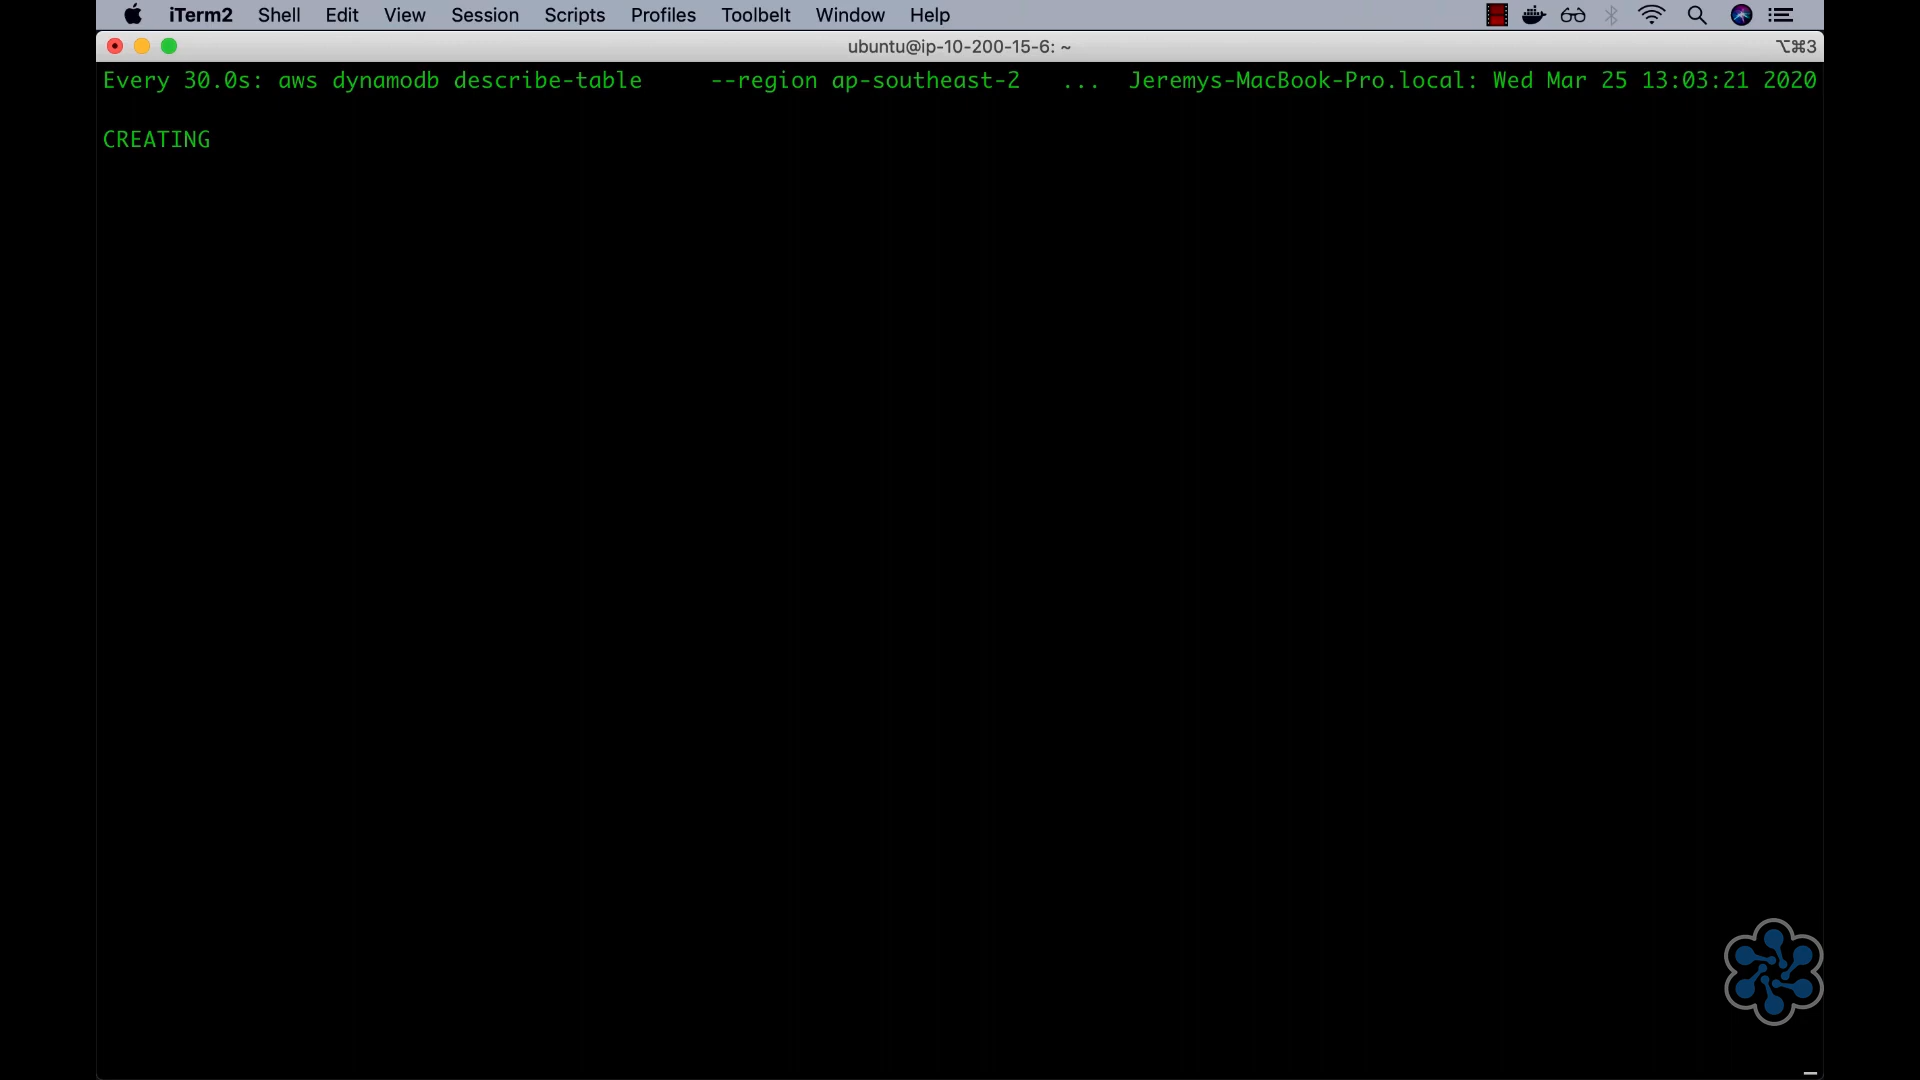 iTerm2 Shell Edit View Session Scripts Profiles Toolbelt Window Help
ubuntu@ip-10-200-15-6: ~ ⌥⌘3
Every 30.0s: aws dynamodb describe-table     --region ap-southeast-2   ...  Jeremys-MacBook-Pro.local: Wed Mar 25 13:03:21 2020
CREATING